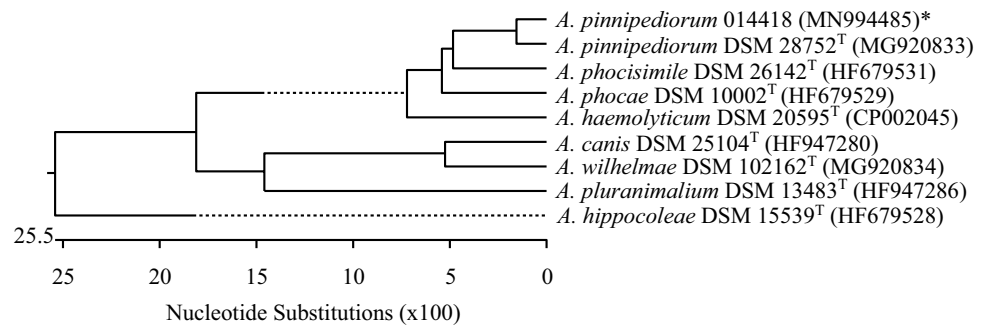 A. pinnipediorum 014418 (MN994485)*
A. pinnipediorum DSM 28752ᵀ (MG920833)
A. phocisimile DSM 26142ᵀ (HF679531)
A. phocae DSM 10002ᵀ (HF679529)
A. haemolyticum DSM 20595ᵀ (CP002045)
A. canis DSM 25104ᵀ (HF947280)
A. wilhelmae DSM 102162ᵀ (MG920834)
A. pluranimalium DSM 13483ᵀ (HF947286)
A. hippocoleae DSM 15539ᵀ (HF679528)
25.5
25 20 15 10 5 0
Nucleotide Substitutions (x100)